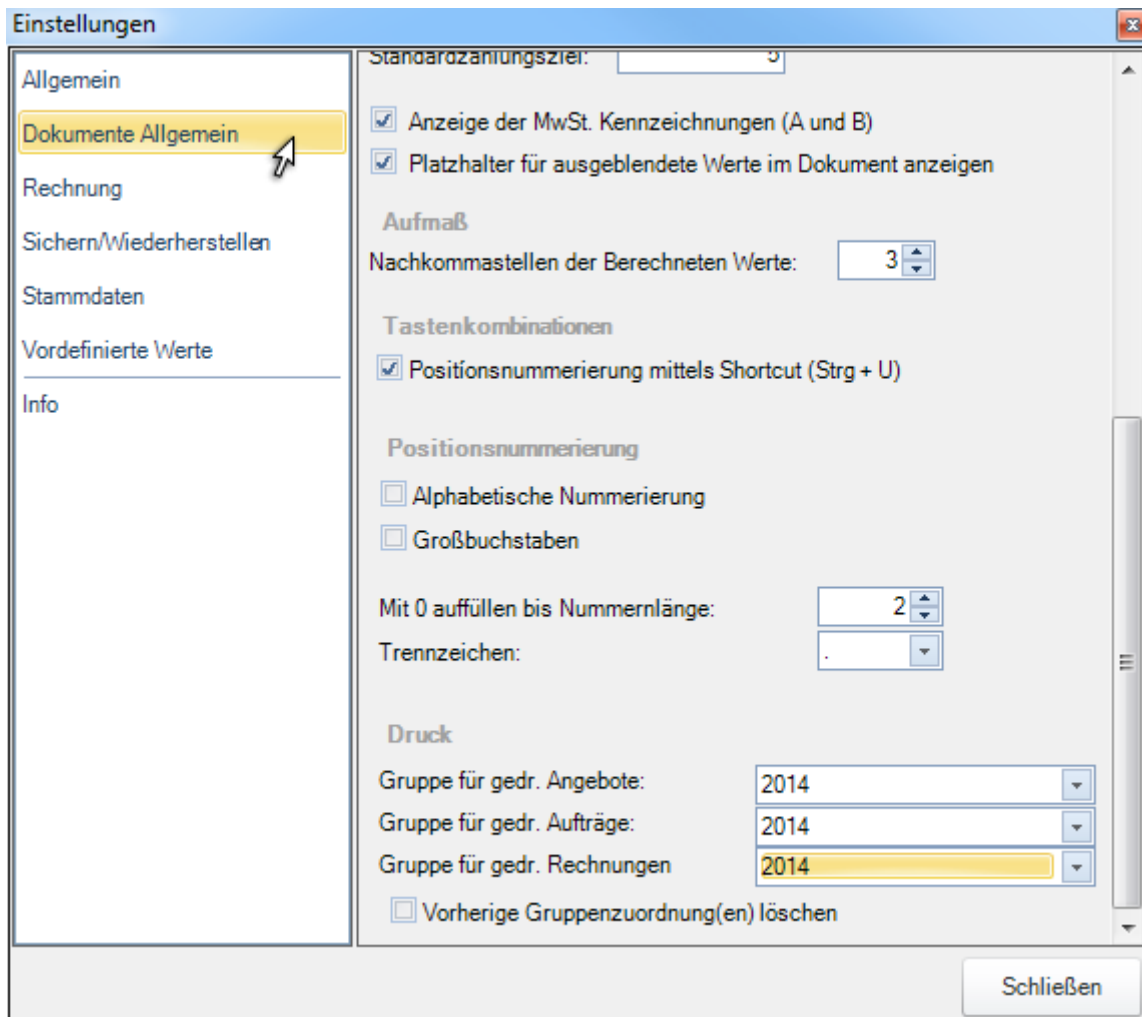 Einstellungen
Allgemein
Dokumente Allgemein
Rechnung
Sichern/Wiederherstellen
Stammdaten
Vordefinierte Werte
Info
Standardzahlungsziel: 5
Anzeige der MwSt. Kennzeichnungen (A und B)
Platzhalter für ausgeblendete Werte im Dokument anzeigen
Aufmaß
Nachkommastellen der Berechneten Werte: 3
Tastenkombinationen
Positionsnummerierung mittels Shortcut (Strg + U)
Positionsnummerierung
Alphabetische Nummerierung
Großbuchstaben
Mit 0 auffüllen bis Nummernlänge: 2
Trennzeichen: .
Druck
Gruppe für gedr. Angebote: 2014
Gruppe für gedr. Aufträge: 2014
Gruppe für gedr. Rechnungen 2014
Vorherige Gruppenzuordnung(en) löschen
Schließen